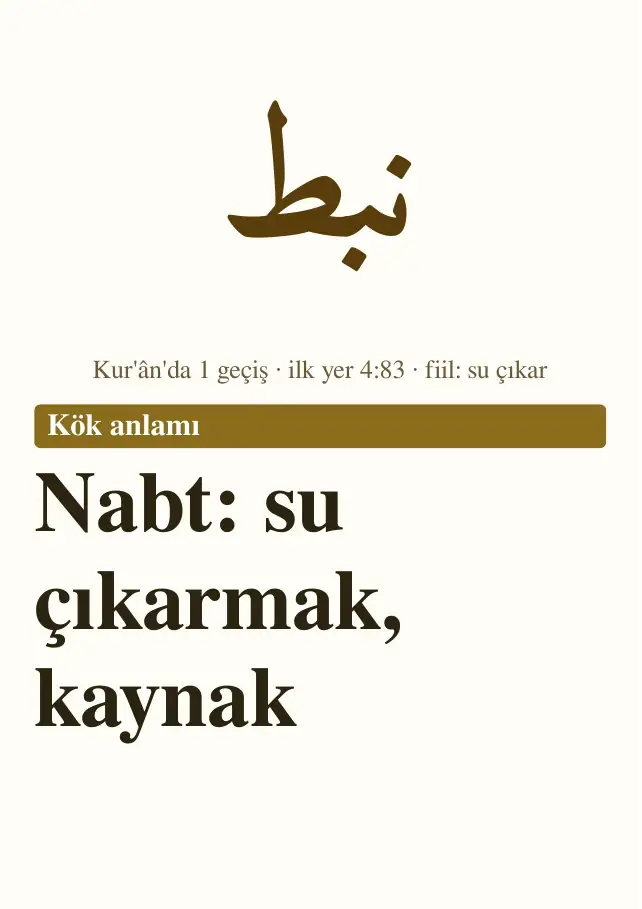 نبط
Kur'ân'da 1 geçiş · ilk yer 4:83 · fiil: su çıkar
Kök anlamı
Nabt: su
çıkarmak,
kaynak